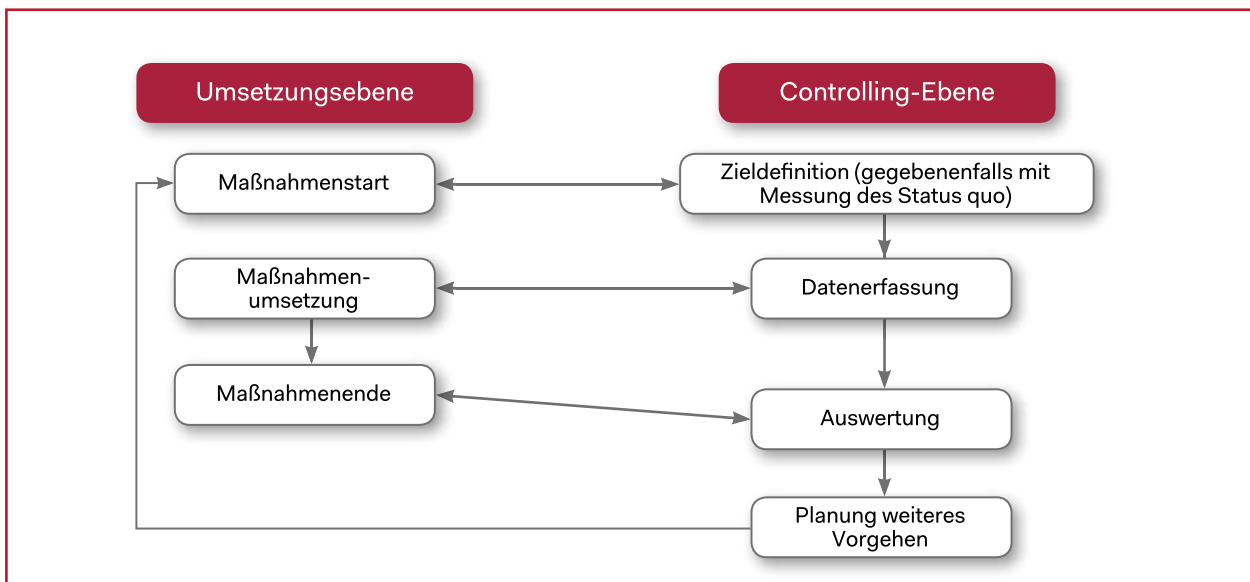 Umsetzungsebene
Controlling-Ebene
Maßnahmenstart
Zieldefinition (gegebenenfalls mit
Messung des Status quo)
Maßnahmen-
umsetzung
Datenerfassung
Maßnahmenende
Auswertung
Planung weiteres
Vorgehen